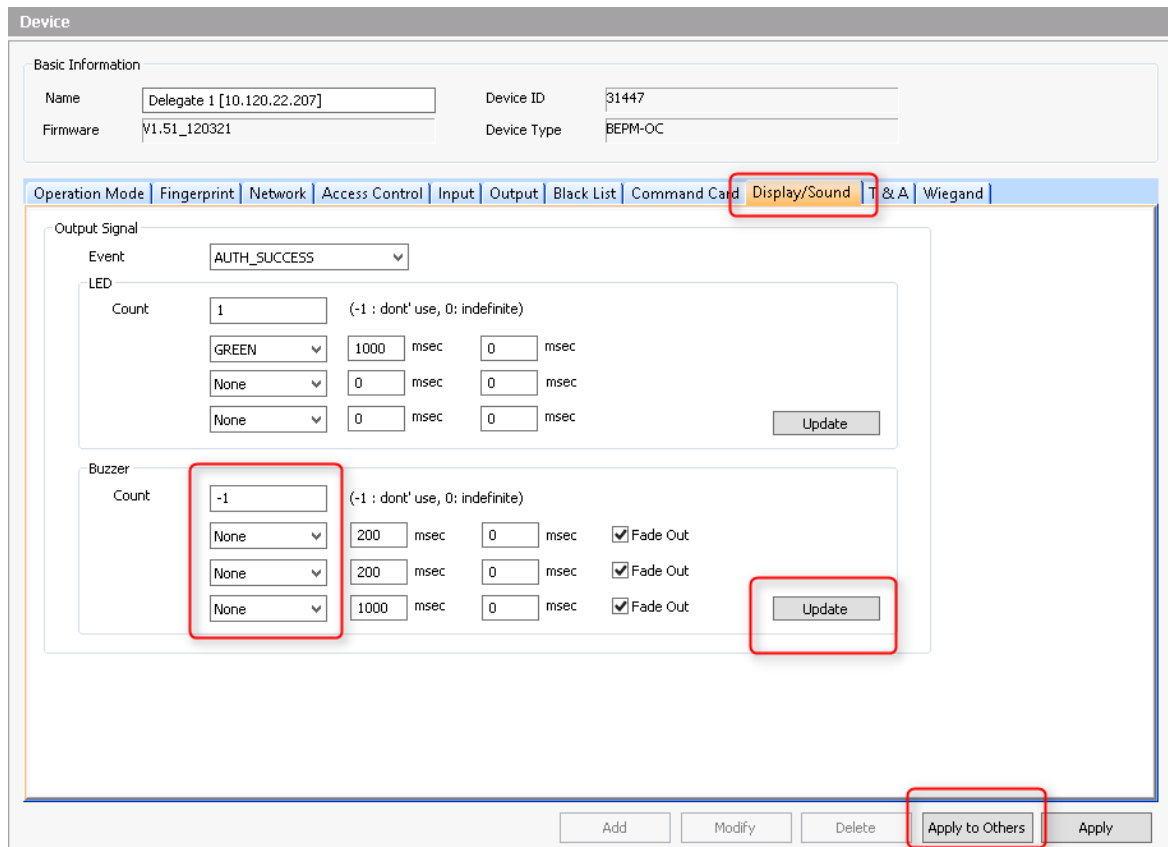 Device
Basic Information
Name Delegate 1 [10.120.22.207] Device ID 31447
Firmware V1.51_120321 Device Type BEPM-OC
Operation Mode Fingerprint Network Access Control Input Output Black List Command Card Display/Sound T & A Wiegand
Output Signal
Event AUTH_SUCCESS
LED
Count 1 (-1 : dont' use, 0: indefinite)
GREEN 1000 msec 0 msec
None 0 msec 0 msec
None 0 msec 0 msec
Update
Buzzer
Count -1 (-1 : dont' use, 0: indefinite)
None 200 msec 0 msec Fade Out
None 200 msec 0 msec Fade Out
None 1000 msec 0 msec Fade Out Update
Add Modify Delete Apply to Others Apply